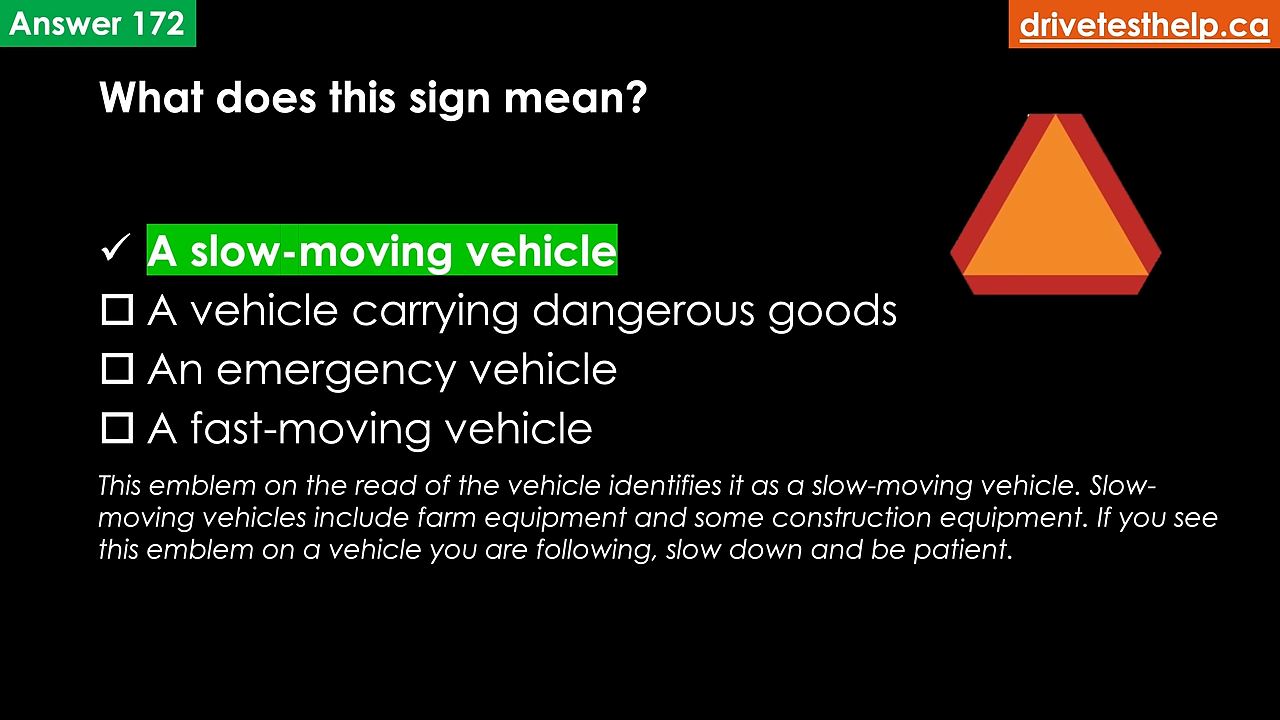 Answer 172
drivetesthelp.ca
What does this sign mean?
✓ A slow-moving vehicle
☐ A vehicle carrying dangerous goods
☐ An emergency vehicle
☐ A fast-moving vehicle
This emblem on the read of the vehicle identifies it as a slow-moving vehicle. Slow-
moving vehicles include farm equipment and some construction equipment. If you see
this emblem on a vehicle you are following, slow down and be patient.